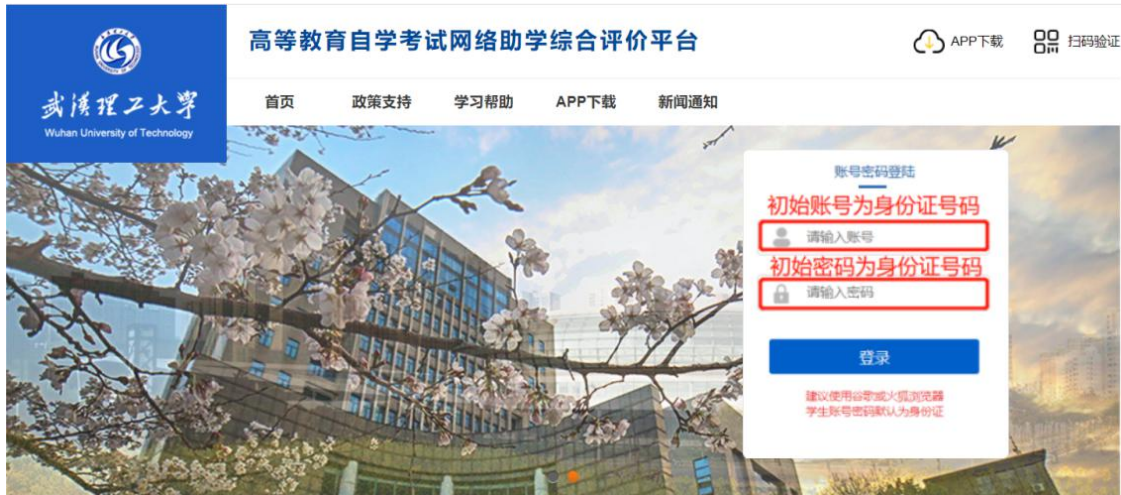 高等教育自学考试网络助学综合评价平台
APP下载
扫码验证
武漢理工大学
Wuhan University of Technology
首页
政策支持
学习帮助
APP下载
新闻通知
账号密码登陆
初始账号为身份证号码
请输入账号
初始密码为身份证号码
请输入密码
登录
建议使用谷歌或火狐浏览器
学生账号密码默认为身份证